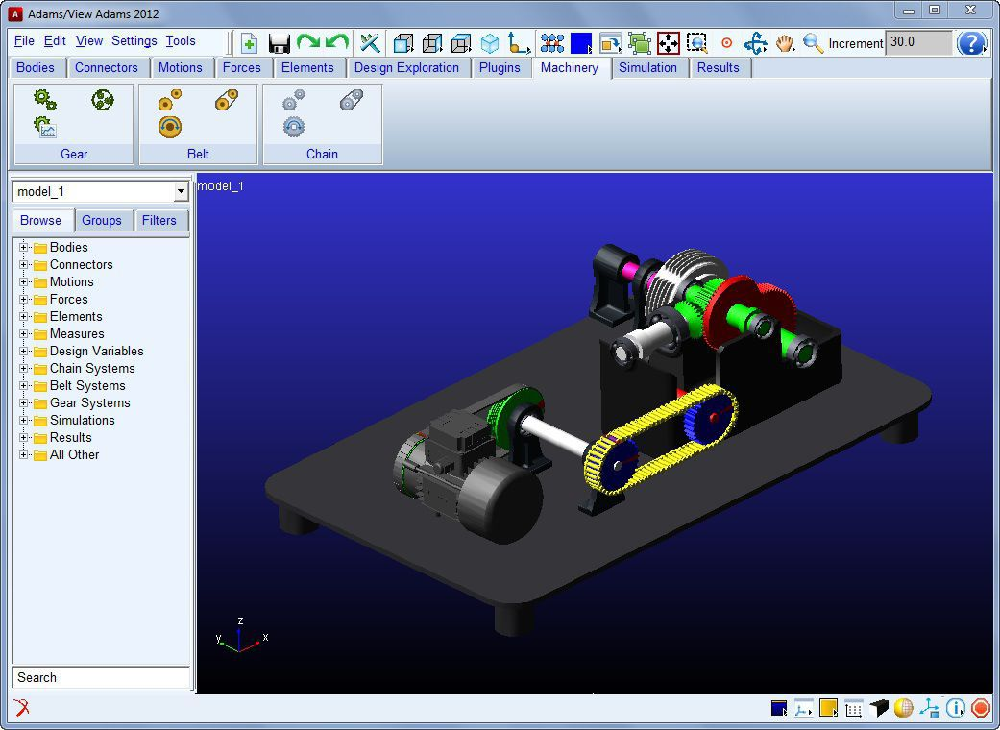 Adams/View Adams 2012
File Edit View Settings Tools
Increment 30.0
Bodies Connectors Motions Forces Elements Design Exploration Plugins Machinery Simulation Results
Gear Belt Chain
model_1
model_1
Browse Groups Filters
Bodies
Connectors
Motions
Forces
Elements
Measures
Design Variables
Chain Systems
Belt Systems
Gear Systems
Simulations
Results
All Other
z
y x
Search